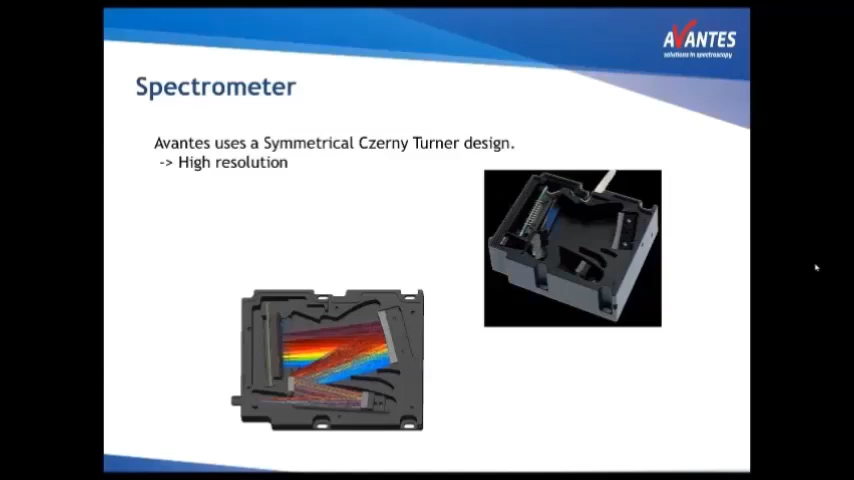 AVANTES
solutions in spectroscopy
Spectrometer
Avantes uses a Symmetrical Czerny Turner design.
-> High resolution